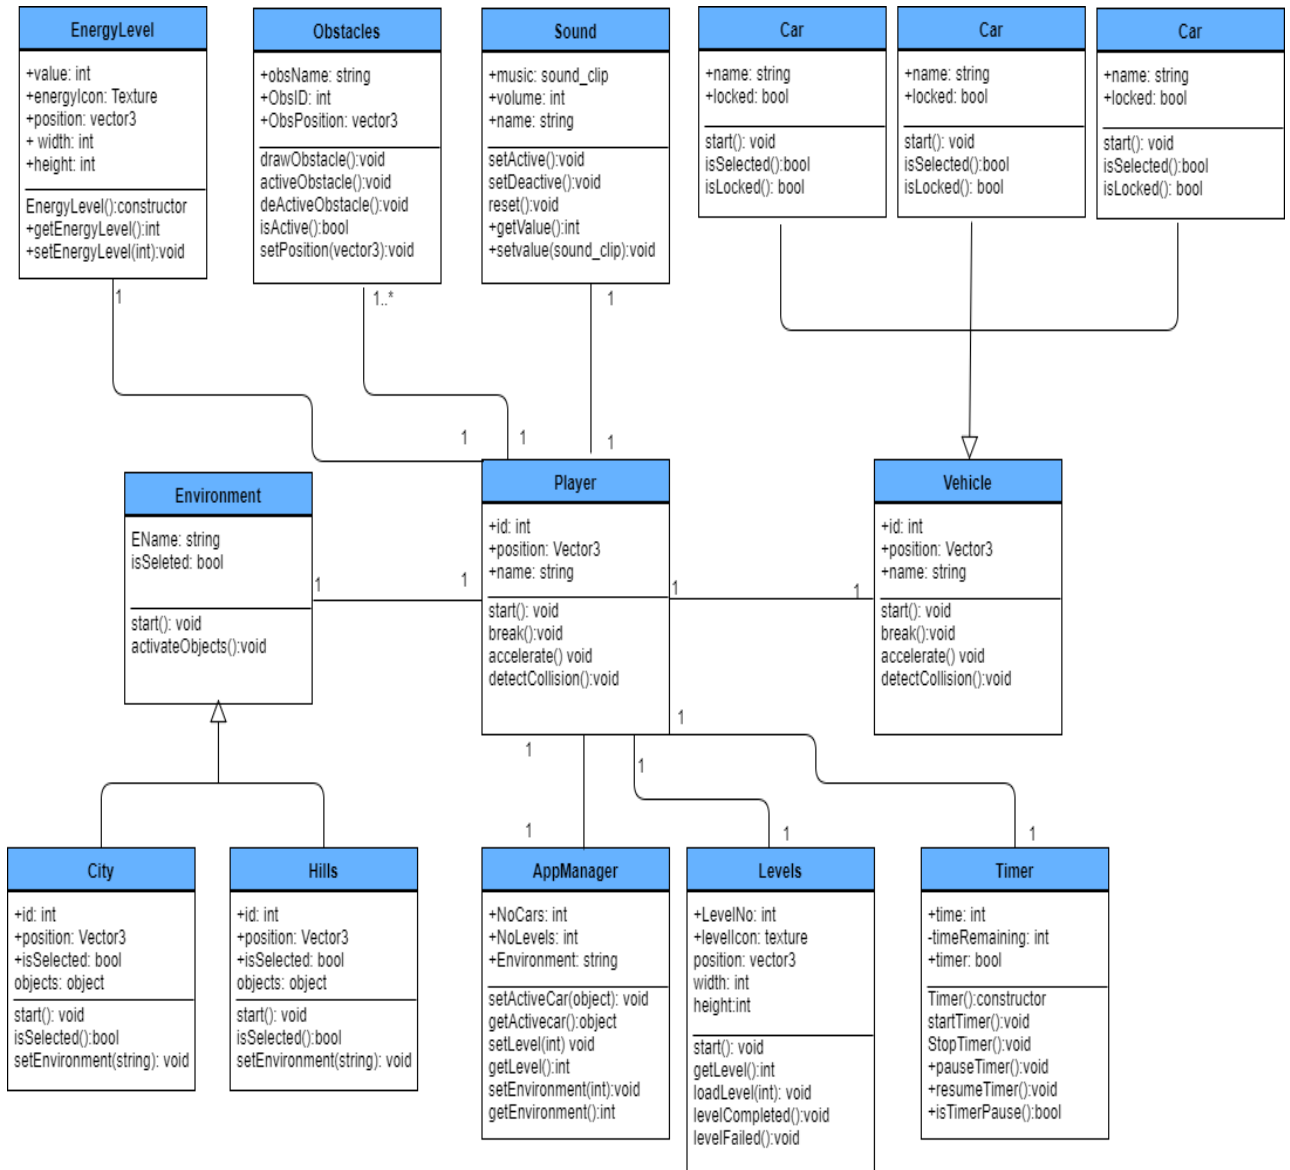 EnergyLevel
+value: int
+energyIcon: Texture
+position: vector3
+ width: int
+height: int
EnergyLevel():constructor
+getEnergyLevel():int
+setEnergyLevel(int):void
1
Obstacles
+obsName: string
+ObsID: int
+ObsPosition: vector3
drawObstacle():void
activeObstacle():void
deActiveObstacle():void
isActive():bool
setPosition(vector3):void
1..*
Sound
+music: sound_clip
+volume: int
+name: string
setActive():void
setDeactive():void
reset():void
+getValue():int
+setvalue(sound_clip):void
1
Car
+name: string
+locked: bool
start(): void
isSelected():bool
isLocked(): bool
Car
+name: string
+locked: bool
start(): void
isSelected():bool
isLocked(): bool
Car
+name: string
+locked: bool
start(): void
isSelected():bool
isLocked(): bool
1
1
1
Environment
EName: string
isSeleted: bool
start(): void
activateObjects():void
1
1
Player
+id: int
+position: Vector3
+name: string
start(): void
break():void
accelerate() void
detectCollision():void
1
1
Vehicle
+id: int
+position: Vector3
+name: string
start(): void
break():void
accelerate() void
detectCollision():void
1
1
1
1
1
1
City
+id: int
+position: Vector3
+isSelected: bool
objects: object
start(): void
isSelected():bool
setEnvironment(string): void
Hills
+id: int
+position: Vector3
+isSelected: bool
objects: object
start(): void
isSelected():bool
setEnvironment(string): void
AppManager
+NoCars: int
+NoLevels: int
+Environment: string
setActiveCar(object): void
getActivecar():object
setLevel(int) void
getLevel():int
setEnvironment(int):void
getEnvironment():int
Levels
+LevelNo: int
+levelIcon: texture
position: vector3
width: int
height:int
start(): void
getLevel():int
loadLevel(int): void
levelCompleted():void
levelFailed():void
Timer
+time: int
-timeRemaining: int
+timer: bool
Timer():constructor
startTimer():void
StopTimer():void
+pauseTimer():void
+resumeTimer():void
+isTimerPause():bool